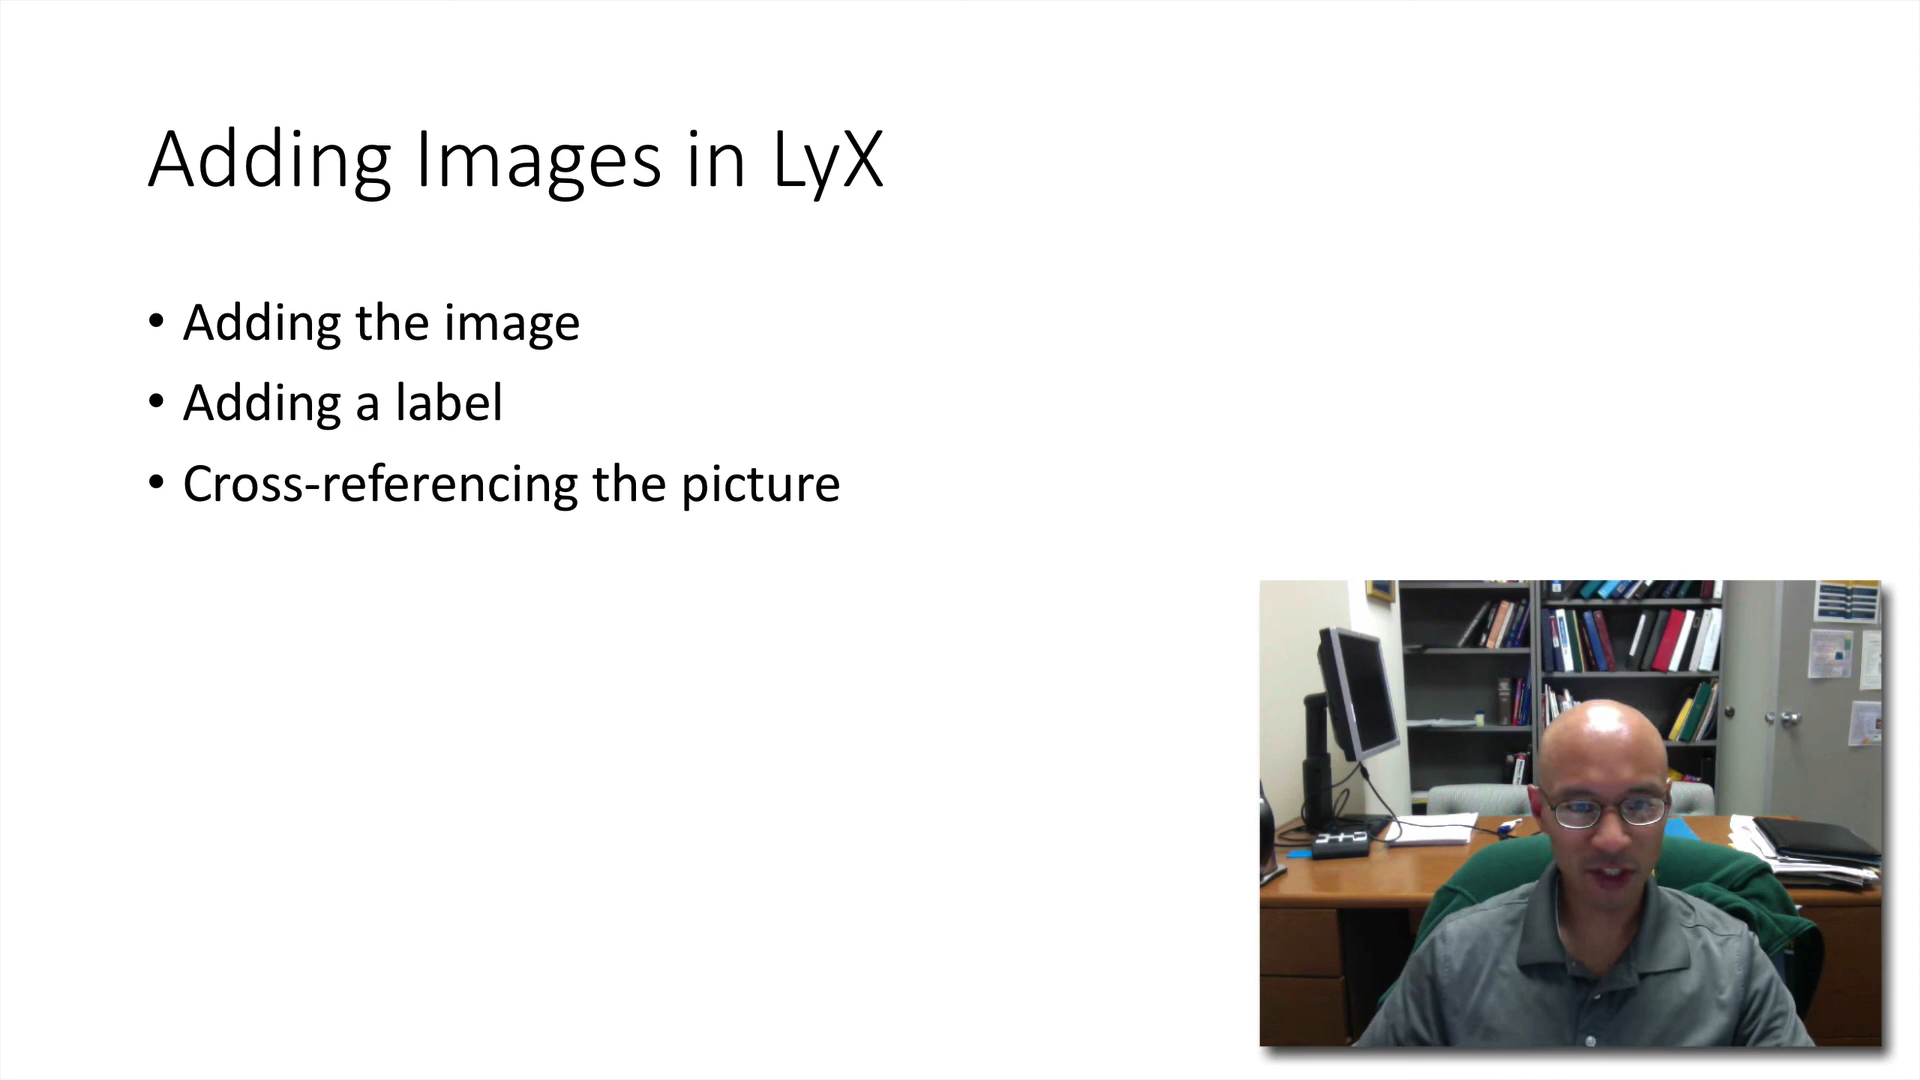 Adding Images in LyX
• Adding the image
• Adding a label
• Cross-referencing the picture